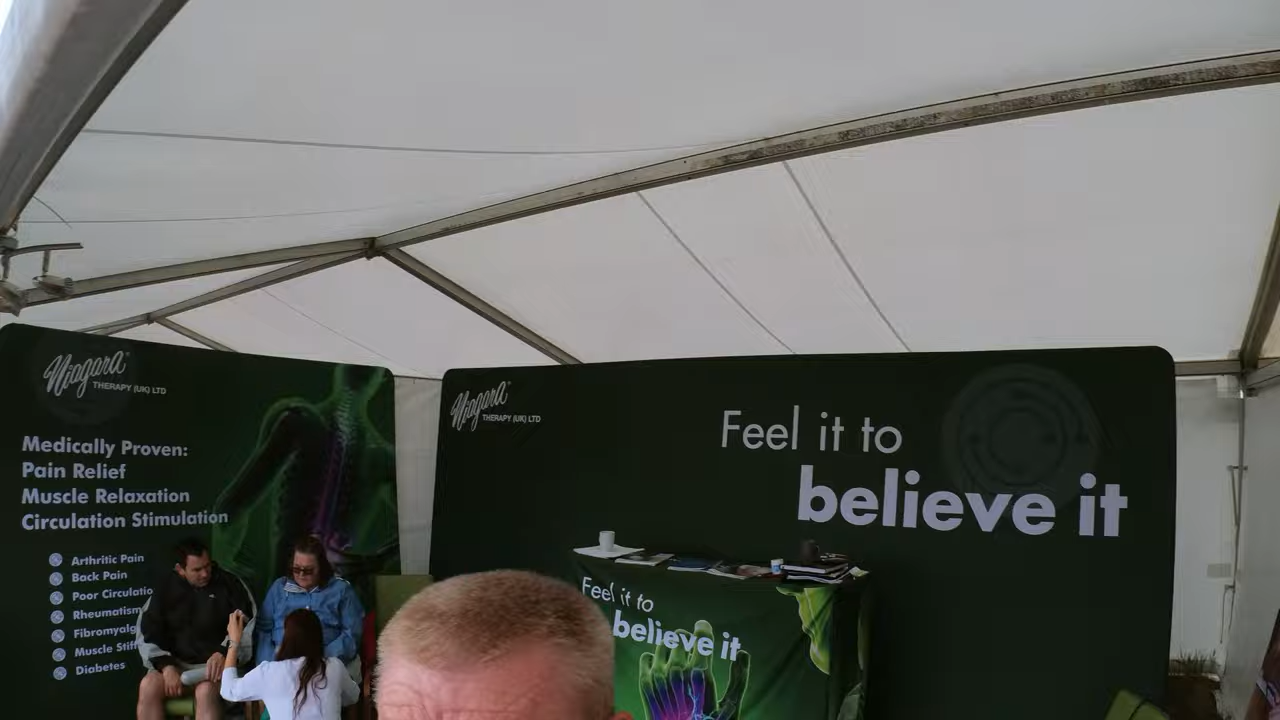 Niagara
THERAPY (UK) LTD
Medically Proven:
Pain Relief
Muscle Relaxation
Circulation Stimulation
Arthritic Pain
Back Pain
Poor Circulatio
Rheumatism
Fibromyalg
Muscle Stiff
Diabetes
Niagara
THERAPY (UK) LTD
Feel it to
believe it
Feel it to
believe it